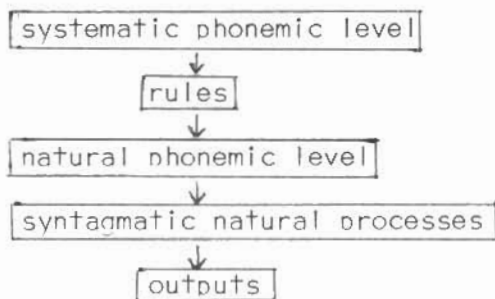 systematic phonemic level
rules
natural phonemic level
syntagmatic natural processes
outputs